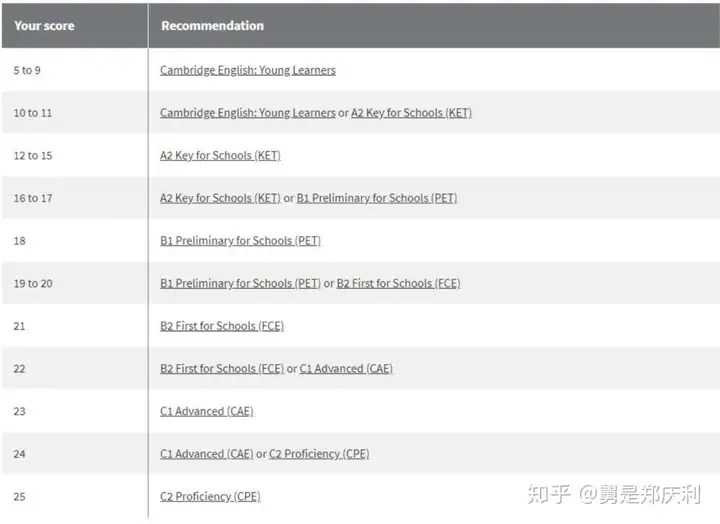 Your score Recommendation
5 to 9 Cambridge English: Young Learners
10 to 11 Cambridge English: Young Learners or A2 Key for Schools (KET)
12 to 15 A2 Key for Schools (KET)
16 to 17 A2 Key for Schools (KET) or B1 Preliminary for Schools (PET)
18 B1 Preliminary for Schools (PET)
19 to 20 B1 Preliminary for Schools (PET) or B2 First for Schools (FCE)
21 B2 First for Schools (FCE)
22 B2 First for Schools (FCE) or C1 Advanced (CAE)
23 C1 Advanced (CAE)
24 C1 Advanced (CAE) or C2 Proficiency (CPE)
25 C2 Proficiency (CPE)
知乎 @舅是郑庆利